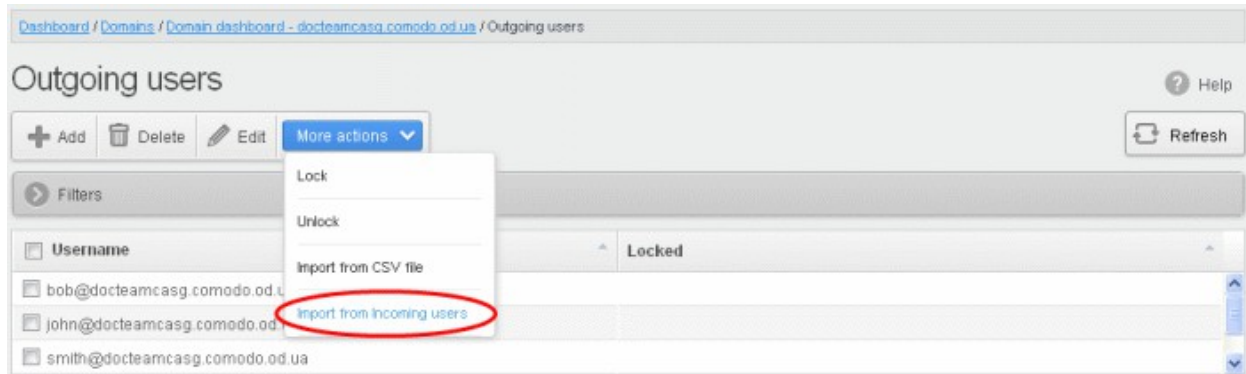 Dashboard / Domains / Domain dashboard - docteamcasg.comodo.od.ua / Outgoing users
Outgoing users
Help
Add Delete Edit More actions
Refresh
Lock
Filters
Unlock
Username Locked
Import from CSV file
bob@docteamcasg.comodo.od.u
Import from Incoming users
john@docteamcasg.comodo.od.
smith@docteamcasg.comodo.od.ua